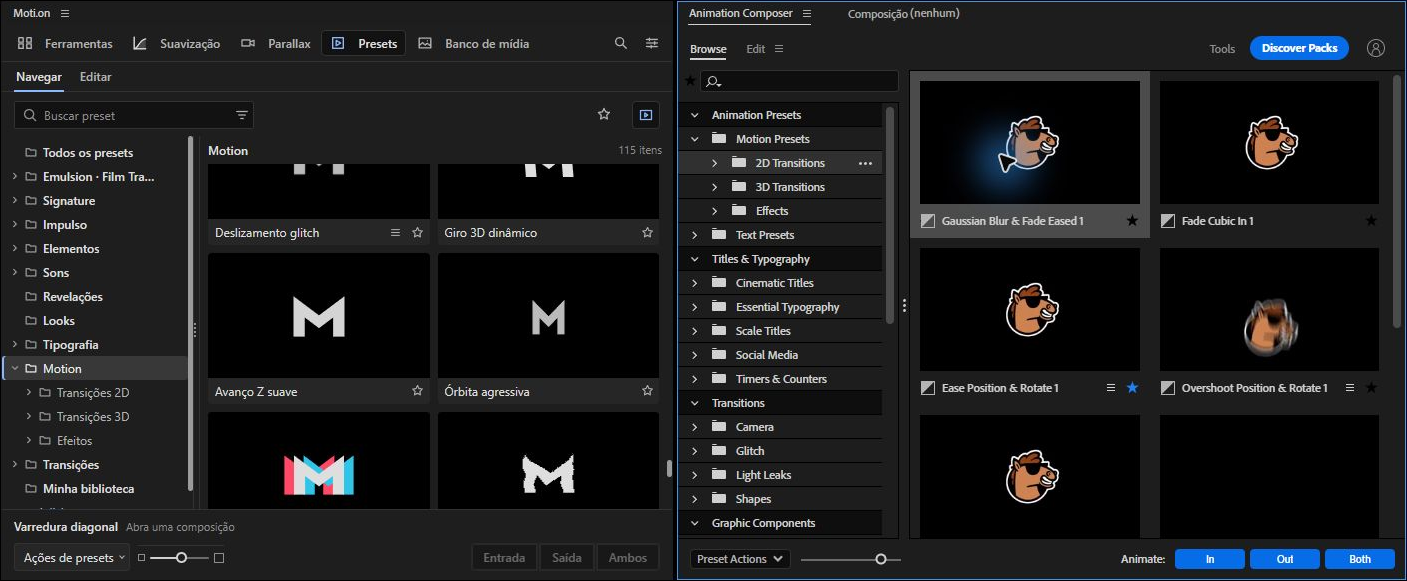 Moti.on
Ferramentas
Suavização
Parallax
Presets
Banco de mídia
Navegar
Editar
Buscar preset
Todos os presets
Emulsion · Film Tra...
Signature
Impulso
Elementos
Sons
Revelações
Looks
Tipografia
Motion
Transições 2D
Transições 3D
Efeitos
Transições
Minha biblioteca
Motion
115 itens
Deslizamento glitch
Giro 3D dinâmico
Avanço Z suave
Órbita agressiva
Varredura diagonal
Abra uma composição
Ações de presets
Entrada
Saída
Ambos
Animation Composer
Composição (nenhum)
Browse
Edit
Tools
Discover Packs
Animation Presets
Motion Presets
2D Transitions
3D Transitions
Effects
Text Presets
Titles & Typography
Cinematic Titles
Essential Typography
Scale Titles
Social Media
Timers & Counters
Transitions
Camera
Glitch
Light Leaks
Shapes
Graphic Components
Gaussian Blur & Fade Eased 1
Fade Cubic In 1
Ease Position & Rotate 1
Overshoot Position & Rotate 1
Preset Actions
Animate:
In
Out
Both